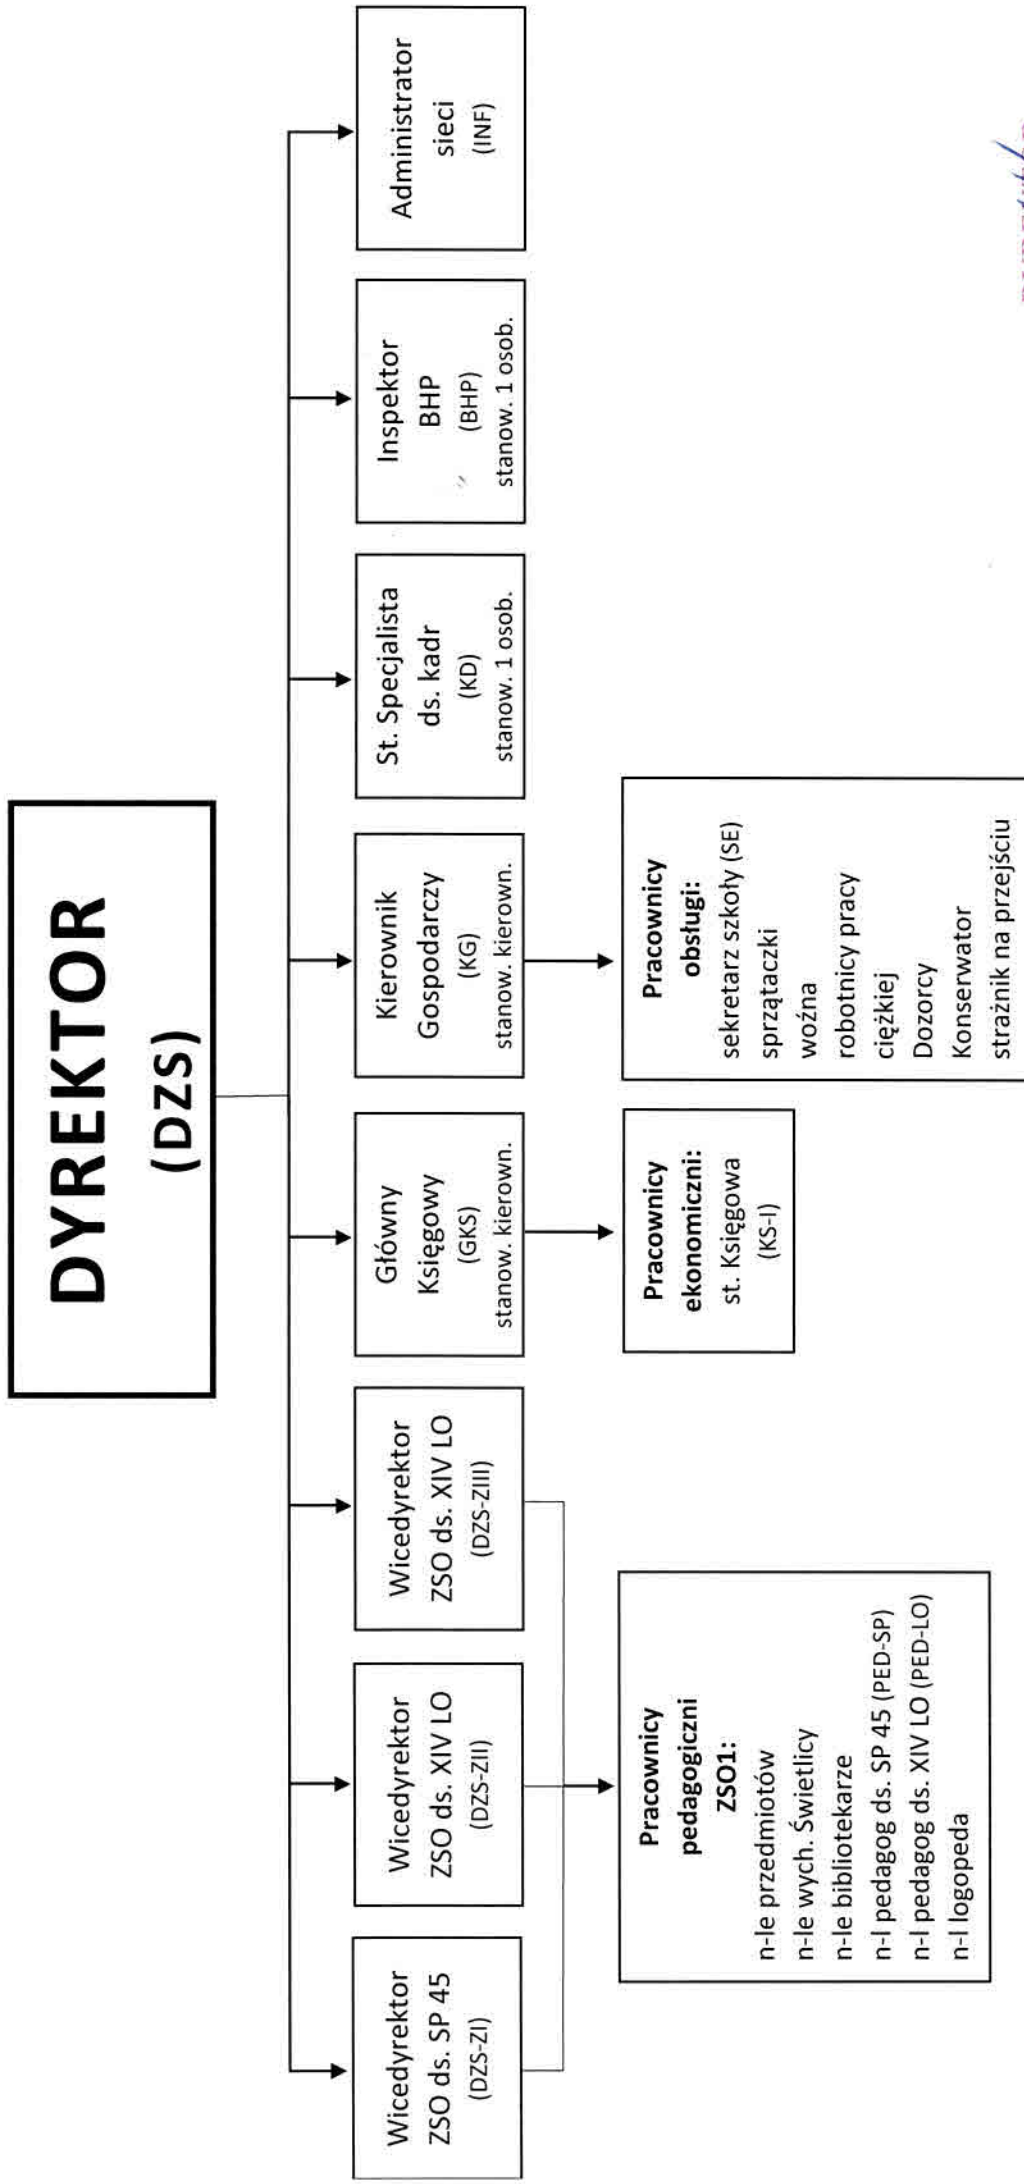 DYREKTOR
(DZS)
Wicedyrektor
ZSO ds. SP 45
(DZS-ZI)
Wicedyrektor
ZSO ds. XIV LO
(DZS-ZII)
Wicedyrektor
ZSO ds. XIV LO
(DZS-ZIII)
Główny
Księgowy
(GKS)
stanow. kierown.
Kierownik
Gospodarczy
(KG)
stanow. kierown.
St. Specjalista
ds. kadr
(KD)
stanow. 1 osob.
Inspektor
BHP
(BHP)
stanow. 1 osob.
Administrator
sieci
(INF)
Pracownicy
pedagogiczni
ZSO1:
n-le przedmiotów
n-le wych. Świetlicy
n-le bibliotekarze
n-l pedagog ds. SP 45 (PED-SP)
n-l pedagog ds. XIV LO (PED-LO)
n-l logopeda
Pracownicy
ekonomiczni:
st. Księgowa
(KS-I)
Pracownicy
obsługi:
sekretarz szkoły (SE)
sprzątaczki
woźna
robotnicy pracy
ciężkiej
Dozorcy
Konserwator
strażnik na przejściu